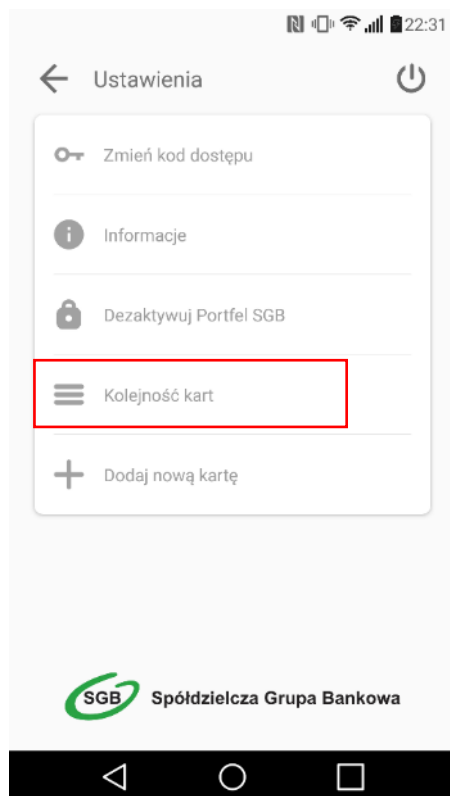 22:31
Ustawienia
Zmień kod dostępu
Informacje
Dezaktywuj Portfel SGB
Kolejność kart
Dodaj nową kartę
SGB Spółdzielcza Grupa Bankowa